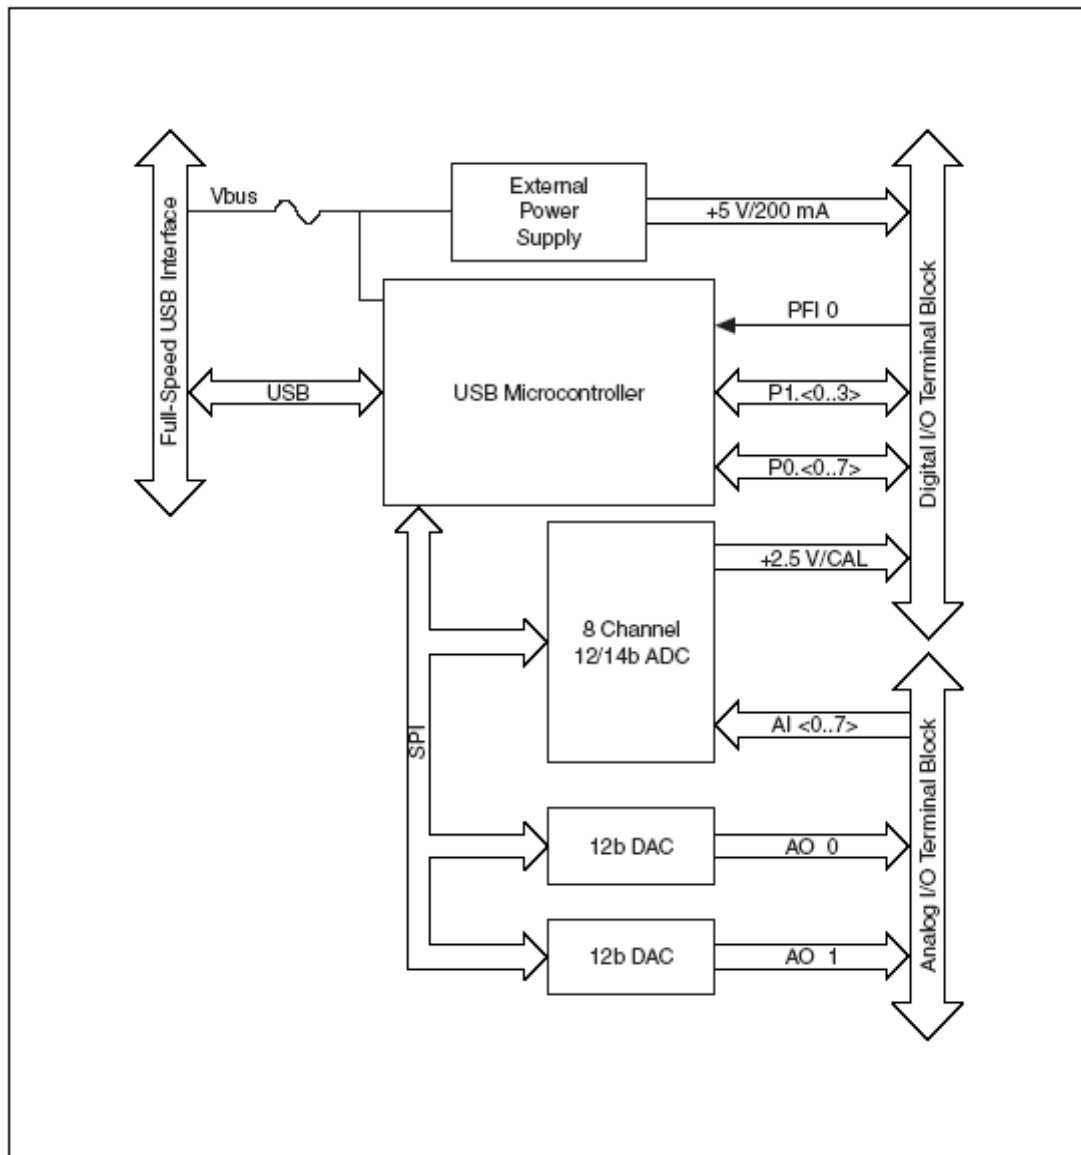 Full-Speed USB Interface
Vbus
External
Power
Supply
+5 V/200 mA
Digital I/O Terminal Block
PFI 0
USB
USB Microcontroller
P1.<0..3>
P0.<0..7>
+2.5 V/CAL
8 Channel
12/14b ADC
SPI
AI <0..7>
Analog I/O Terminal Block
12b DAC
AO 0
12b DAC
AO 1